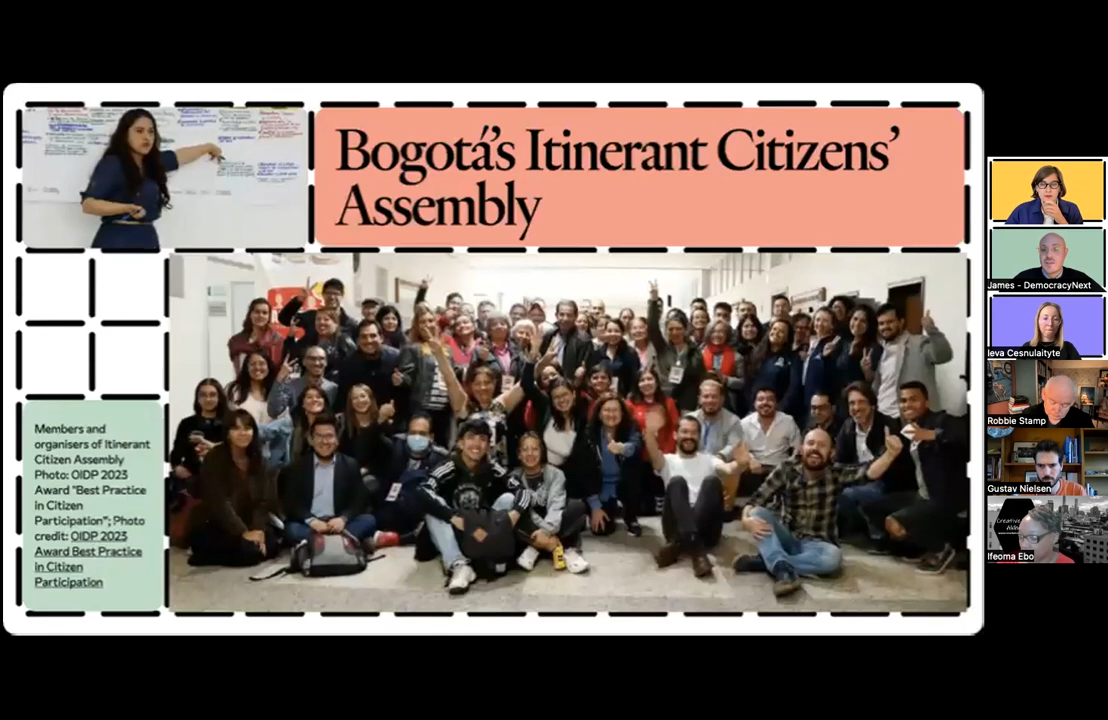 Bogotá's Itinerant Citizens'
Assembly
Members and
organisers of Itinerant
Citizen Assembly
Photo: OIDP 2023
Award "Best Practice
in Citizen
Participation"; Photo
credit: OIDP 2023
Award Best Practice
in Citizen
Participation
James - DemocracyNext
Ieva Cesnulaityte
Robbie Stamp
Gustav Nielsen
Ifeoma Ebo